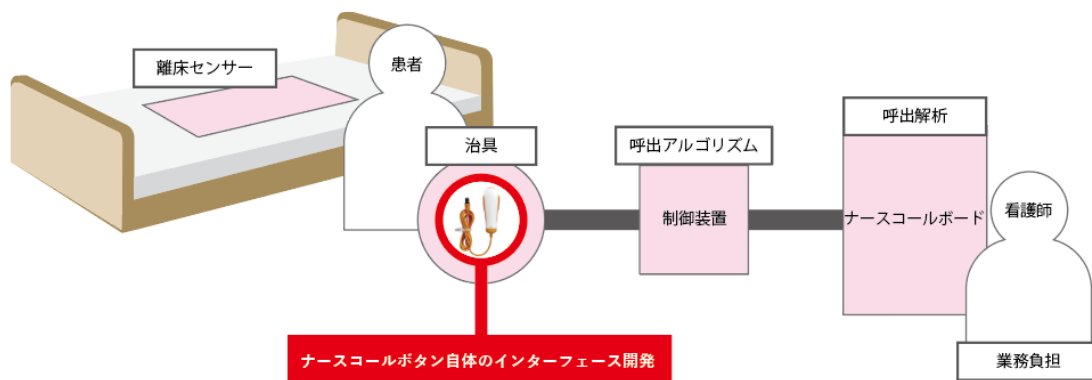 離床センサー
患者
治具
呼出アルゴリズム
制御装置
呼出解析
ナースコールボード
看護師
業務負担
ナースコールボタン自体のインターフェース開発